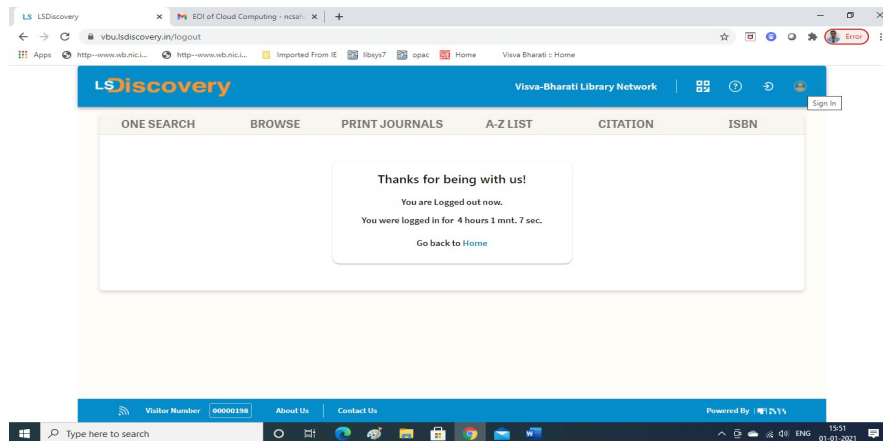 LS LSDiscovery
EOI of Cloud Computing - ncsah
vbu.lsdiscovery.in/logout
Error
Apps http--www.wb.nic.i... http--www.wb.nic.i... Imported From IE libsys7 opac Home Visva Bharati :: Home
LSDiscovery
Visva-Bharati Library Network
Sign In
ONE SEARCH BROWSE PRINT JOURNALS A-Z LIST CITATION ISBN
Thanks for being with us!
You are Logged out now.
You were logged in for 4 hours 1 mnt. 7 sec.
Go back to Home
Visitor Number 00000198 About Us Contact Us Powered By
Type here to search
ENG
15:51
01-01-2021